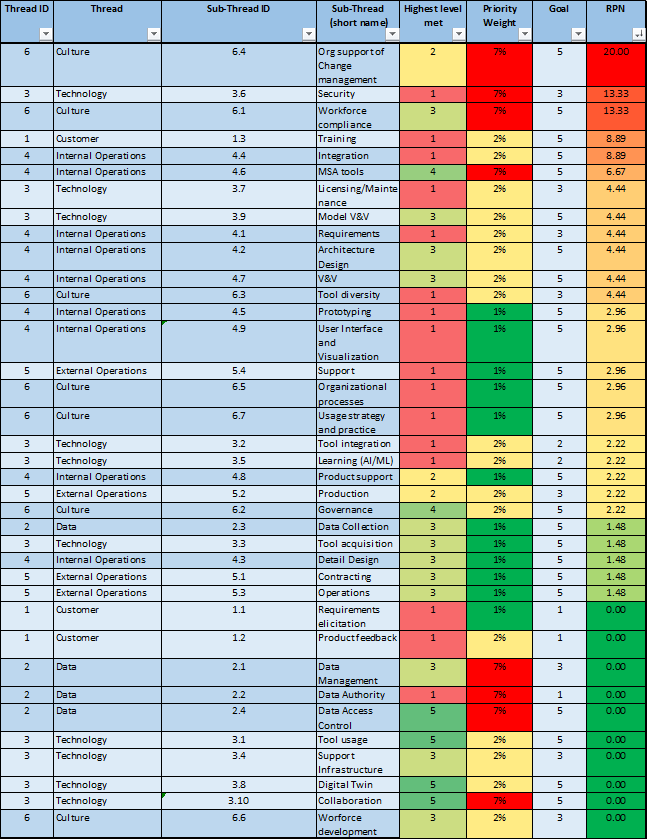 Thread ID Thread Sub-Thread ID Sub-Thread (short name) Highest level met Priority Weight Goal RPN
6 Culture 6.4 Org support of Change management 2 7% 5 20.00
3 Technology 3.6 Security 1 7% 3 13.33
6 Culture 6.1 Workforce compliance 3 7% 5 13.33
1 Customer 1.3 Training 1 2% 5 8.89
4 Internal Operations 4.4 Integration 1 2% 5 8.89
4 Internal Operations 4.6 MSA tools 4 7% 5 6.67
3 Technology 3.7 Licensing/Maintenance 1 2% 3 4.44
3 Technology 3.9 Model V&V 3 2% 5 4.44
4 Internal Operations 4.1 Requirements 1 2% 3 4.44
4 Internal Operations 4.2 Architecture Design 3 2% 5 4.44
4 Internal Operations 4.7 V&V 3 2% 5 4.44
6 Culture 6.3 Tool diversity 1 2% 3 4.44
4 Internal Operations 4.5 Prototyping 1 1% 5 2.96
4 Internal Operations 4.9 User Interface and Visualization 1 1% 5 2.96
5 External Operations 5.4 Support 1 1% 5 2.96
6 Culture 6.5 Organizational processes 1 1% 5 2.96
6 Culture 6.7 Usage strategy and practice 1 1% 5 2.96
3 Technology 3.2 Tool integration 1 2% 2 2.22
3 Technology 3.5 Learning (AI/ML) 1 2% 2 2.22
4 Internal Operations 4.8 Product support 2 1% 5 2.22
5 External Operations 5.2 Production 2 2% 3 2.22
6 Culture 6.2 Governance 4 2% 5 2.22
2 Data 2.3 Data Collection 3 1% 5 1.48
3 Technology 3.3 Tool acquisition 3 1% 5 1.48
4 Internal Operations 4.3 Detail Design 3 1% 5 1.48
5 External Operations 5.1 Contracting 3 1% 5 1.48
5 External Operations 5.3 Operations 3 1% 5 1.48
1 Customer 1.1 Requirements elicitation 1 1% 1 0.00
1 Customer 1.2 Product feedback 1 2% 1 0.00
2 Data 2.1 Data Management 3 7% 3 0.00
2 Data 2.2 Data Authority 1 7% 1 0.00
2 Data 2.4 Data Access Control 5 7% 5 0.00
3 Technology 3.1 Tool usage 5 2% 5 0.00
3 Technology 3.4 Support Infrastructure 3 2% 3 0.00
3 Technology 3.8 Digital Twin 5 2% 5 0.00
3 Technology 3.10 Collaboration 5 7% 5 0.00
6 Culture 6.6 Worforce development 3 2% 3 0.00